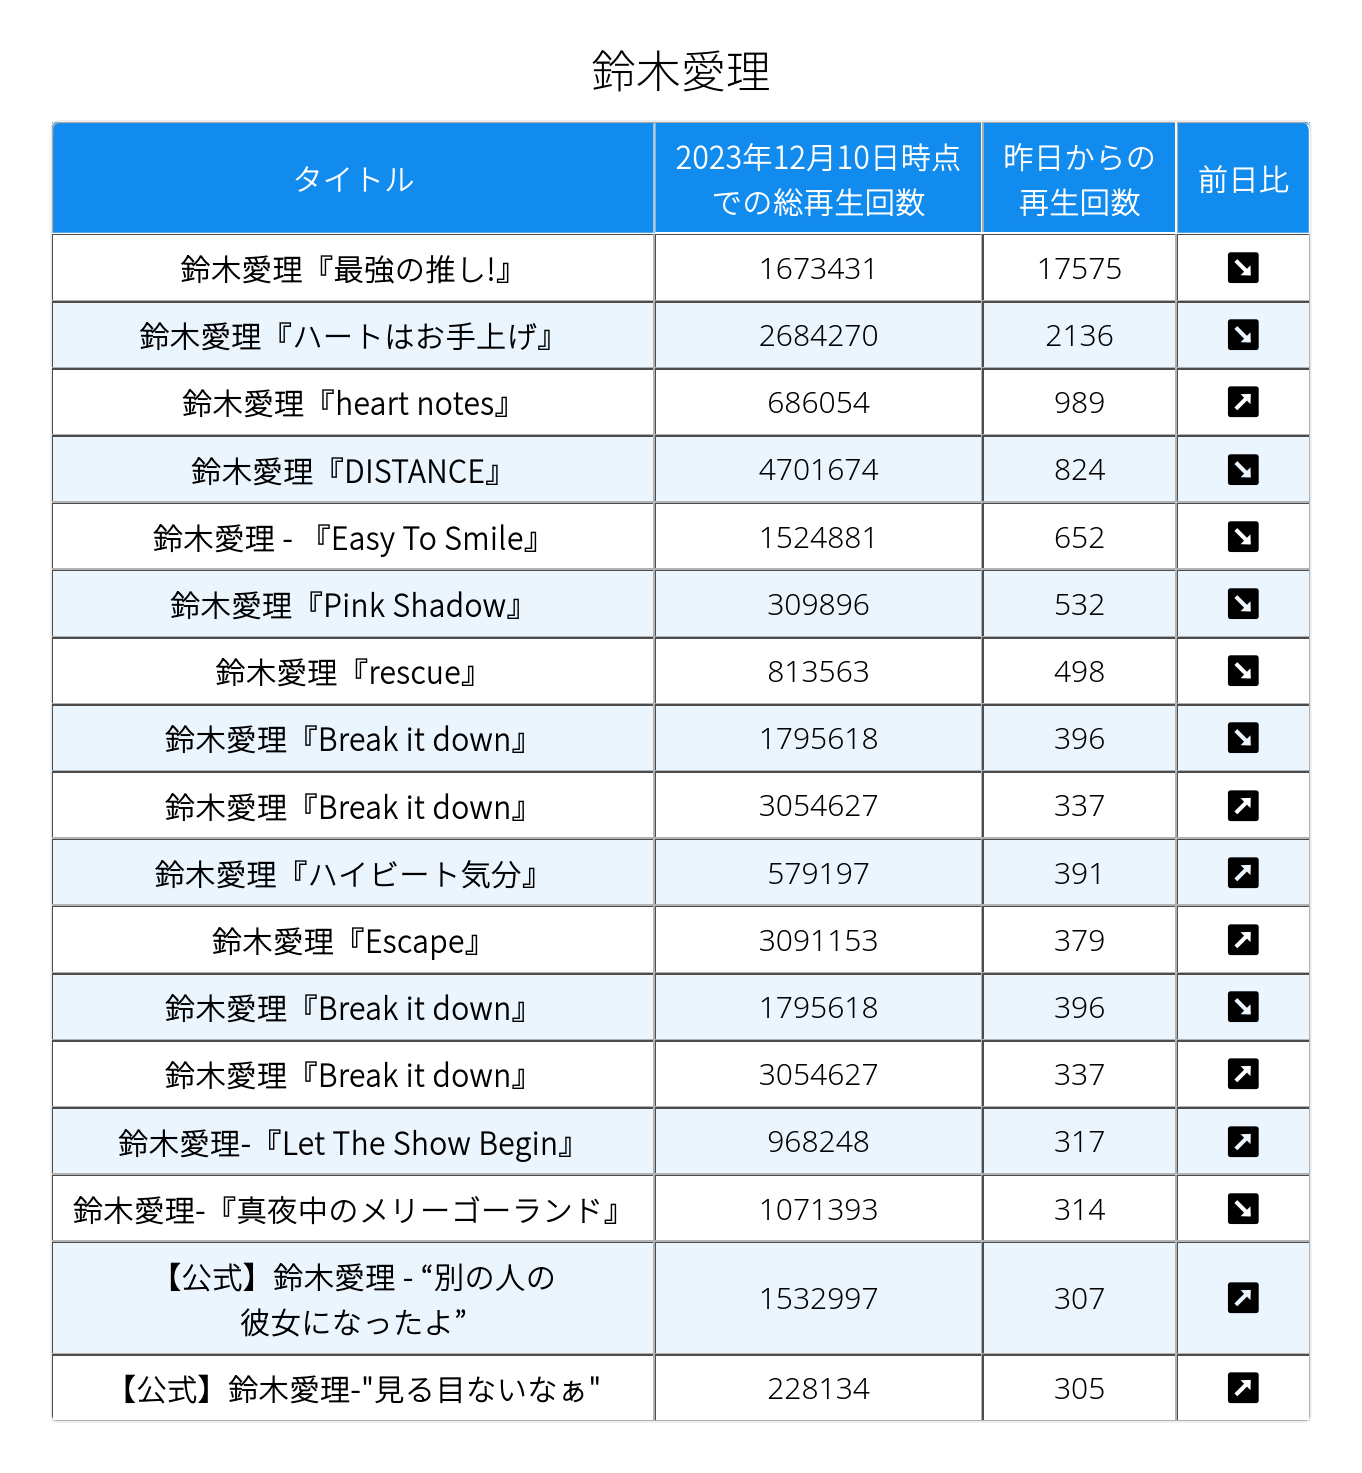 鈴木愛理
タイトル
2023年12月10日時点
での総再生回数
昨日からの
再生回数
前日比
鈴木愛理『最強の推し!』 1673431 17575
鈴木愛理『ハートはお手上げ』 2684270 2136
鈴木愛理『heart notes』 686054 989
鈴木愛理『DISTANCE』 4701674 824
鈴木愛理 - 『Easy To Smile』 1524881 652
鈴木愛理『Pink Shadow』 309896 532
鈴木愛理『rescue』 813563 498
鈴木愛理『Break it down』 1795618 396
鈴木愛理『Break it down』 3054627 337
鈴木愛理『ハイビート気分』 579197 391
鈴木愛理『Escape』 3091153 379
鈴木愛理『Break it down』 1795618 396
鈴木愛理『Break it down』 3054627 337
鈴木愛理-『Let The Show Begin』 968248 317
鈴木愛理-『真夜中のメリーゴーランド』 1071393 314
【公式】鈴木愛理 - “別の人の
彼女になったよ” 1532997 307
【公式】鈴木愛理-"見る目ないなぁ" 228134 305